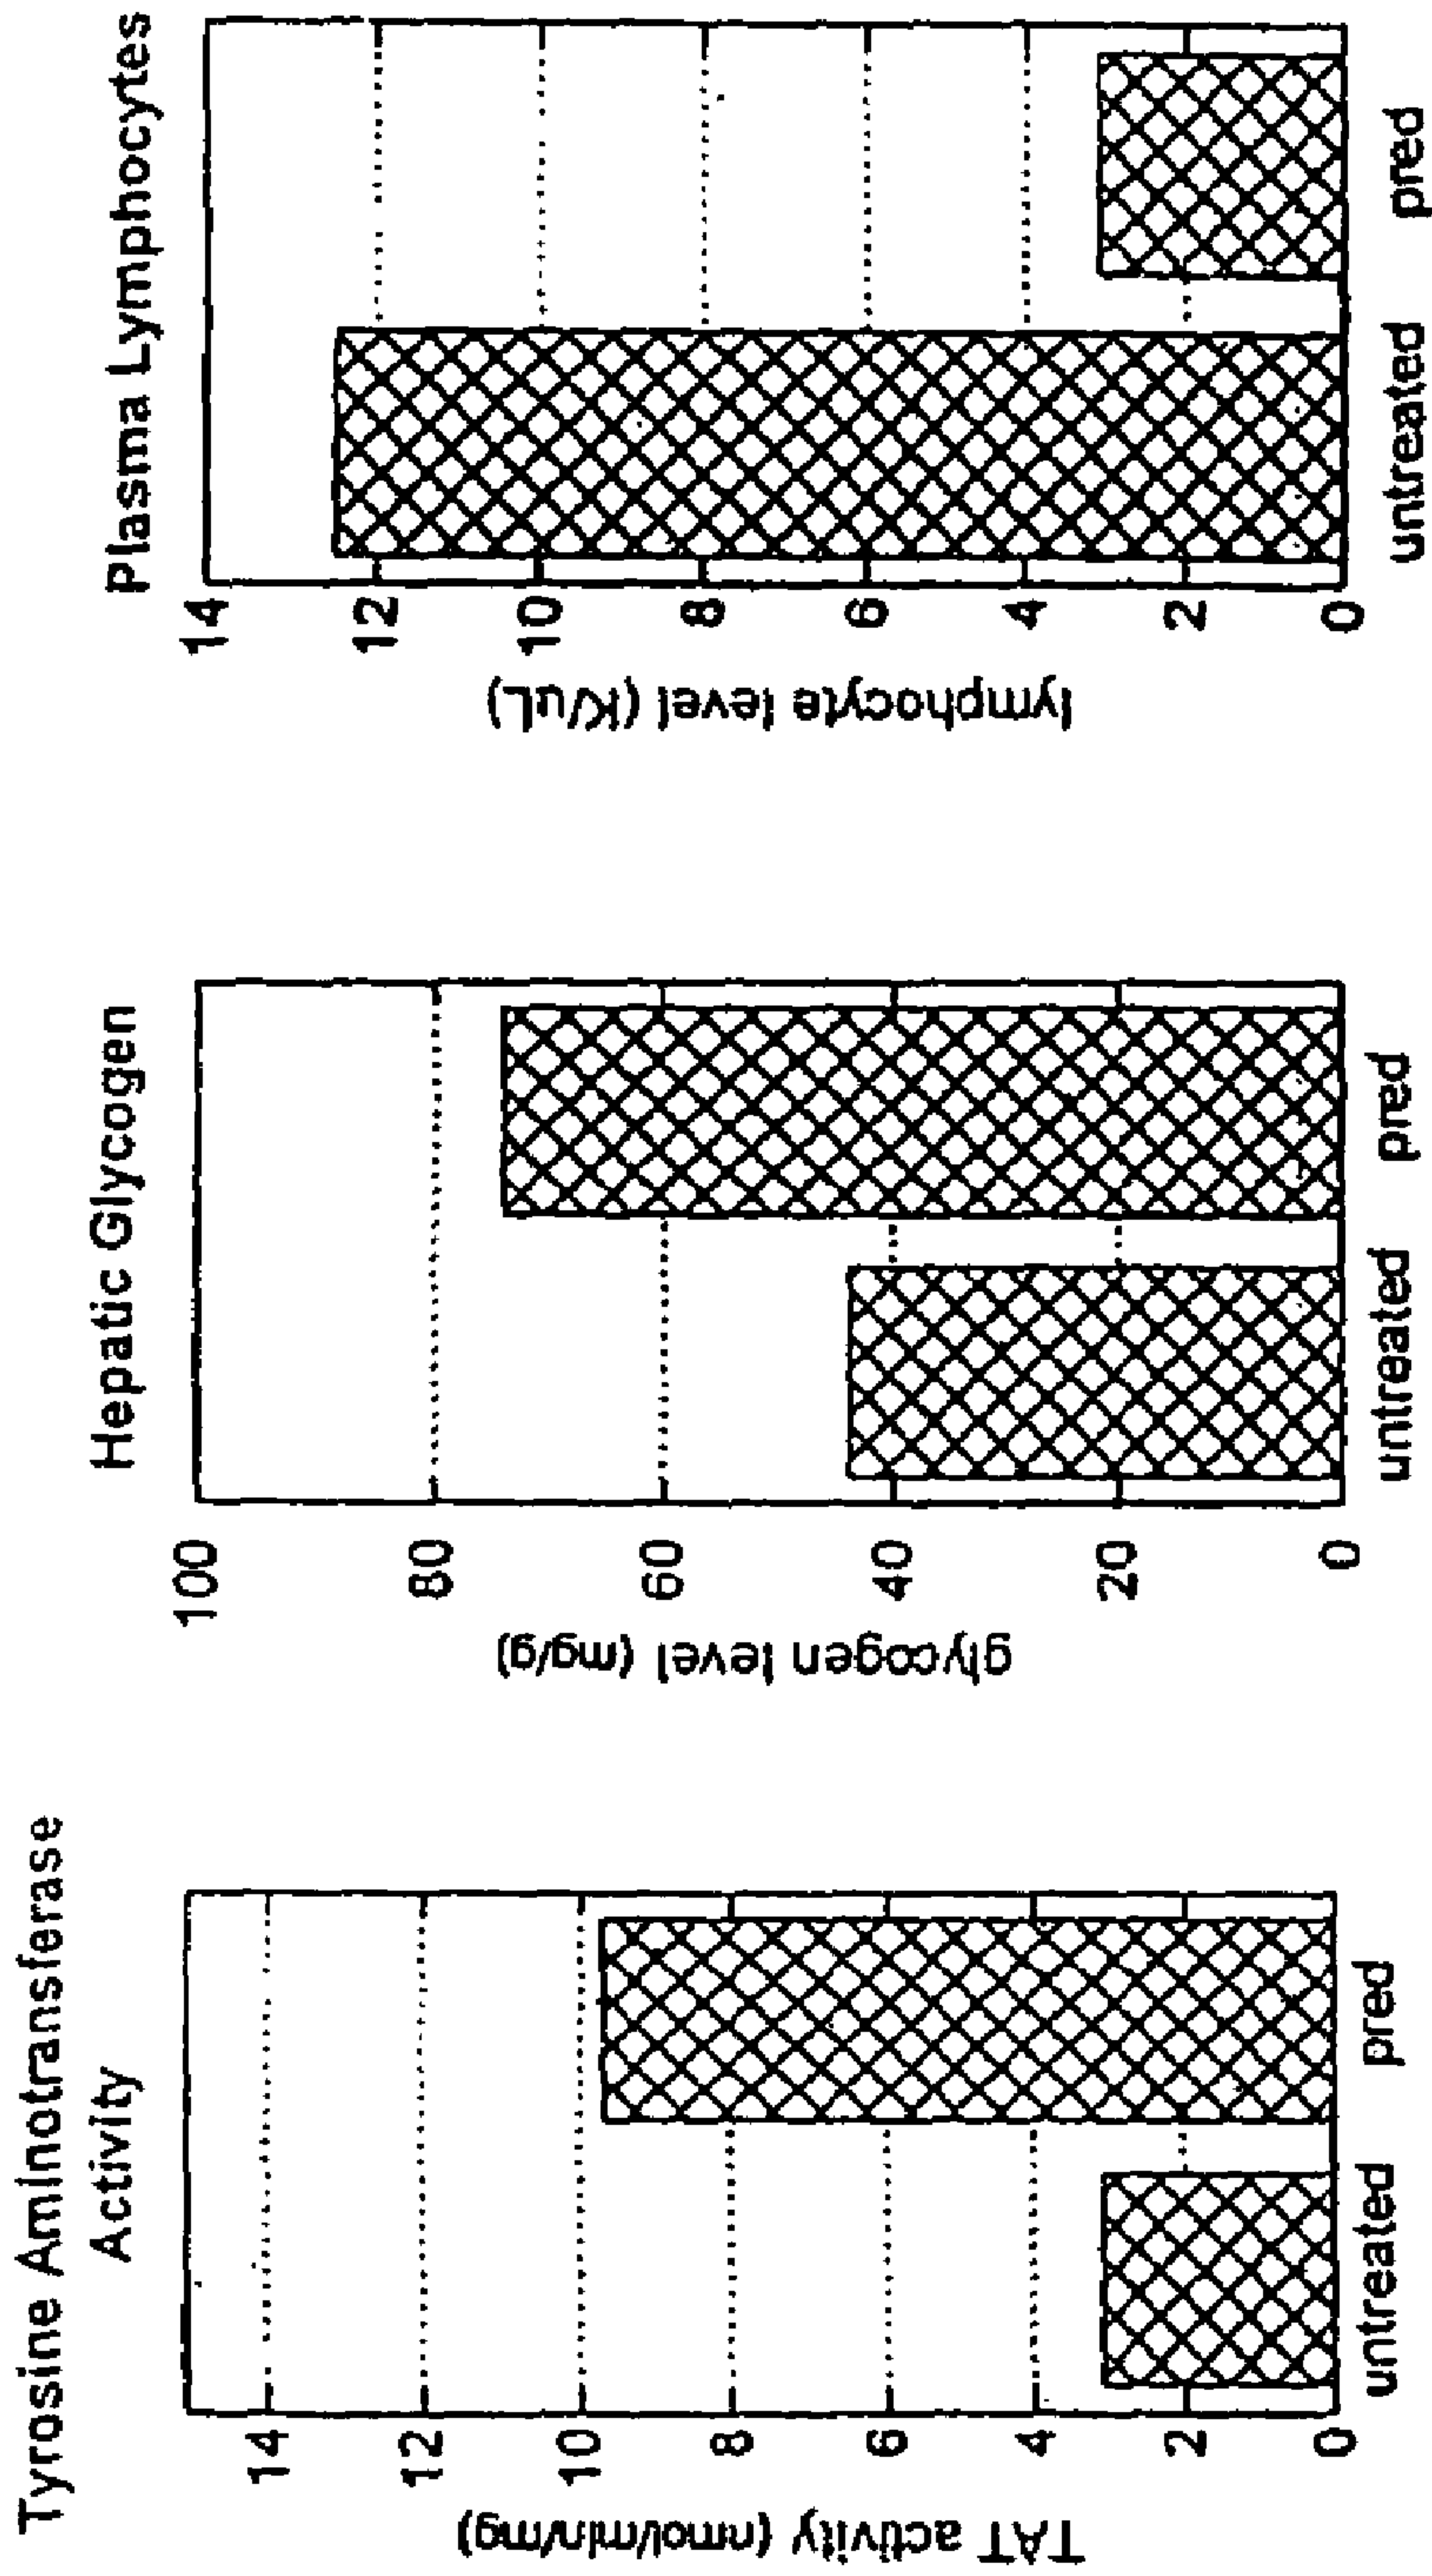 Tyrosine Aminotransferase
Activity
TAT activity (nmol/min/mg)
14
12
10
8
6
4
2
0
untreated pred
Hepatic Glycogen
glycogen level (mg/g)
100
80
60
40
20
0
untreated pred
Plasma Lymphocytes
lymphocyte level (K/uL)
14
12
10
8
6
4
2
0
untreated pred